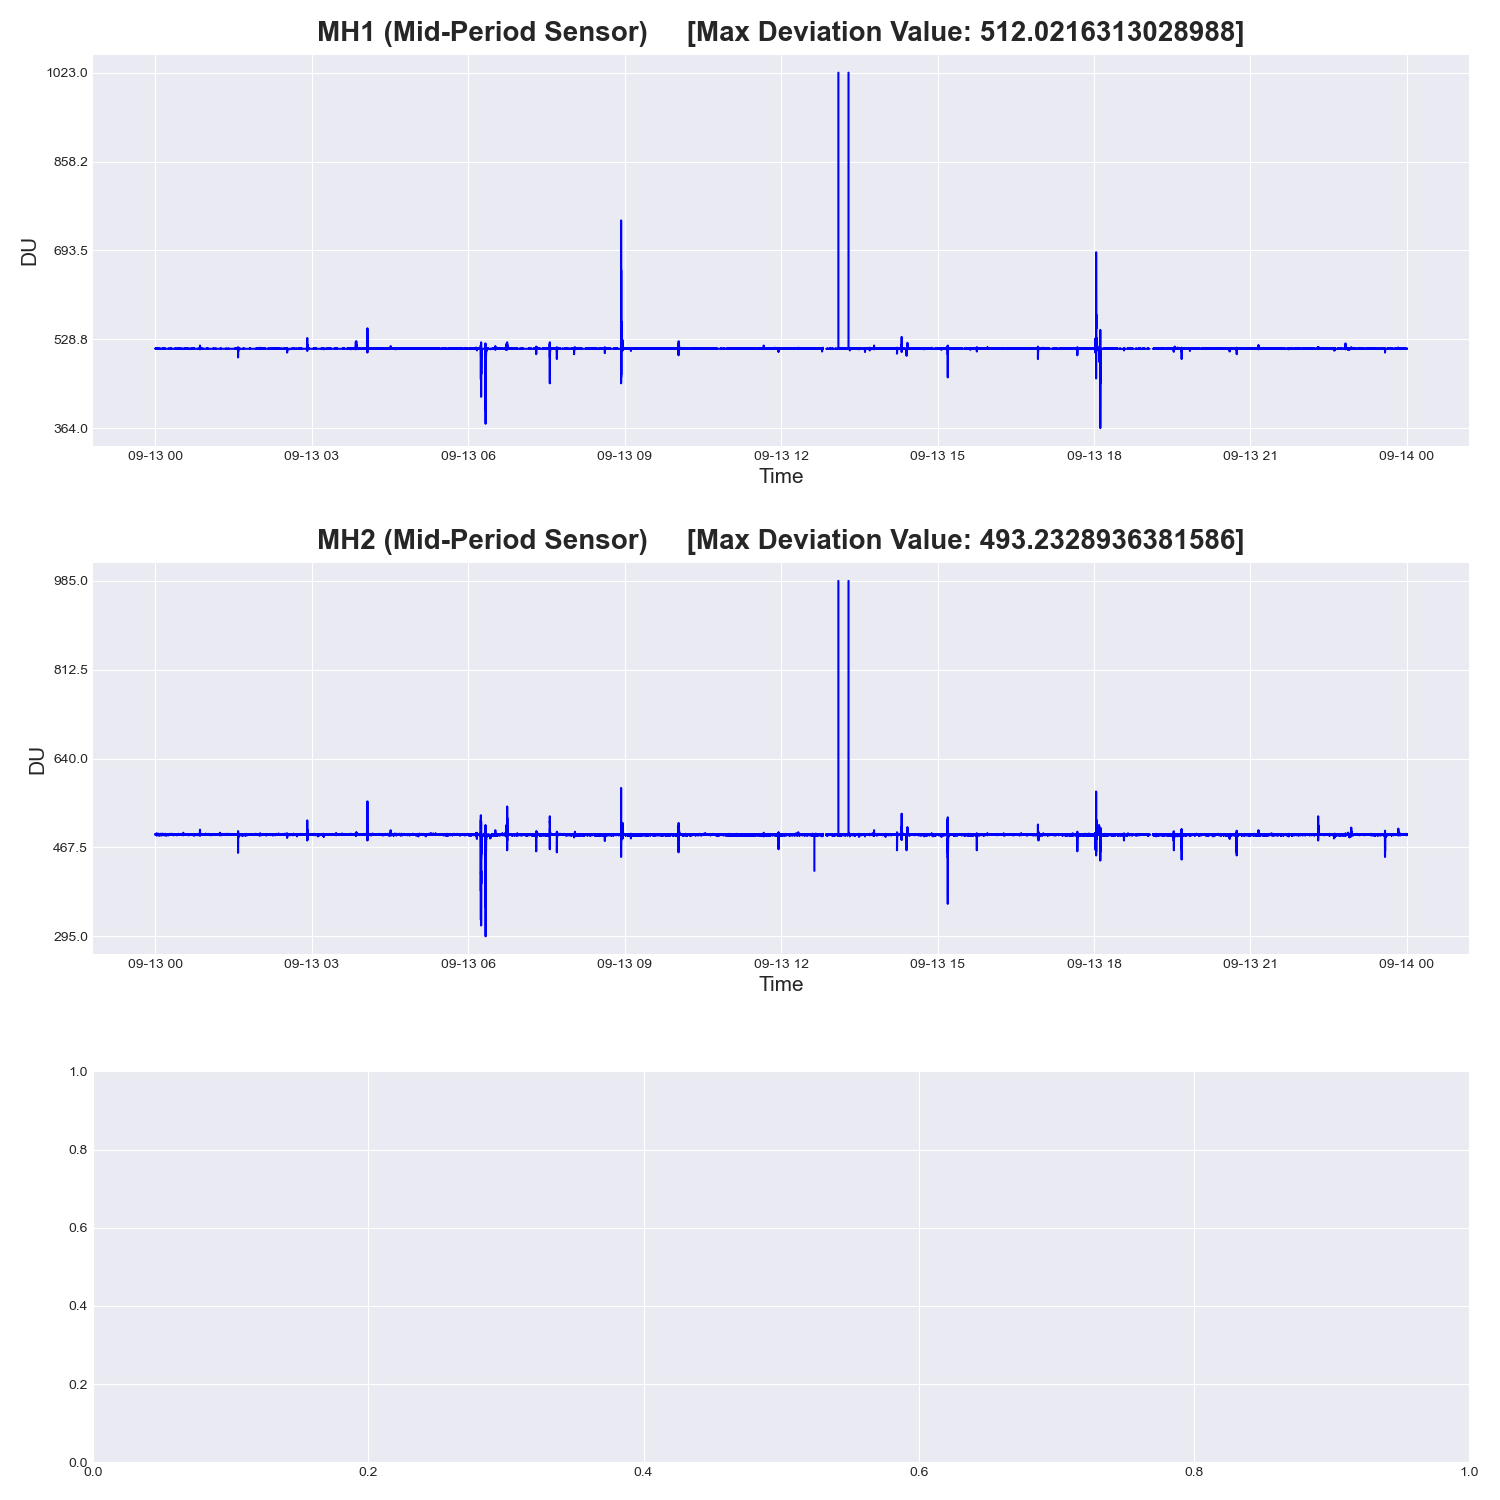 MH1 (Mid-Period Sensor) [Max Deviation Value: 512.0216313028988]
1023.0
858.2
693.5
528.8
364.0
DU
09-13 00 09-13 03 09-13 06 09-13 09 09-13 12 09-13 15 09-13 18 09-13 21 09-14 00
Time
MH2 (Mid-Period Sensor) [Max Deviation Value: 493.2328936381586]
985.0
812.5
640.0
467.5
295.0
DU
09-13 00 09-13 03 09-13 06 09-13 09 09-13 12 09-13 15 09-13 18 09-13 21 09-14 00
Time
1.0
0.8
0.6
0.4
0.2
0.0
0.0 0.2 0.4 0.6 0.8 1.0